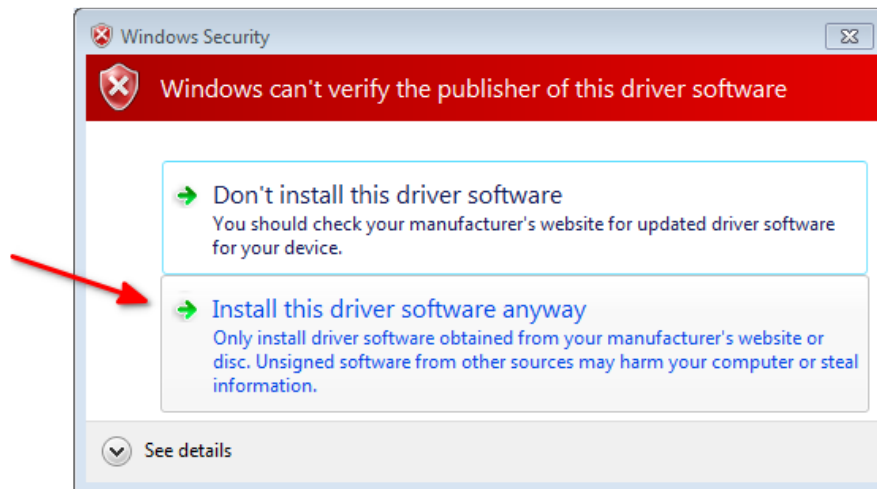 Windows Security
Windows can't verify the publisher of this driver software
Don't install this driver software
You should check your manufacturer's website for updated driver software
for your device.
Install this driver software anyway
Only install driver software obtained from your manufacturer's website or
disc. Unsigned software from other sources may harm your computer or steal
information.
See details